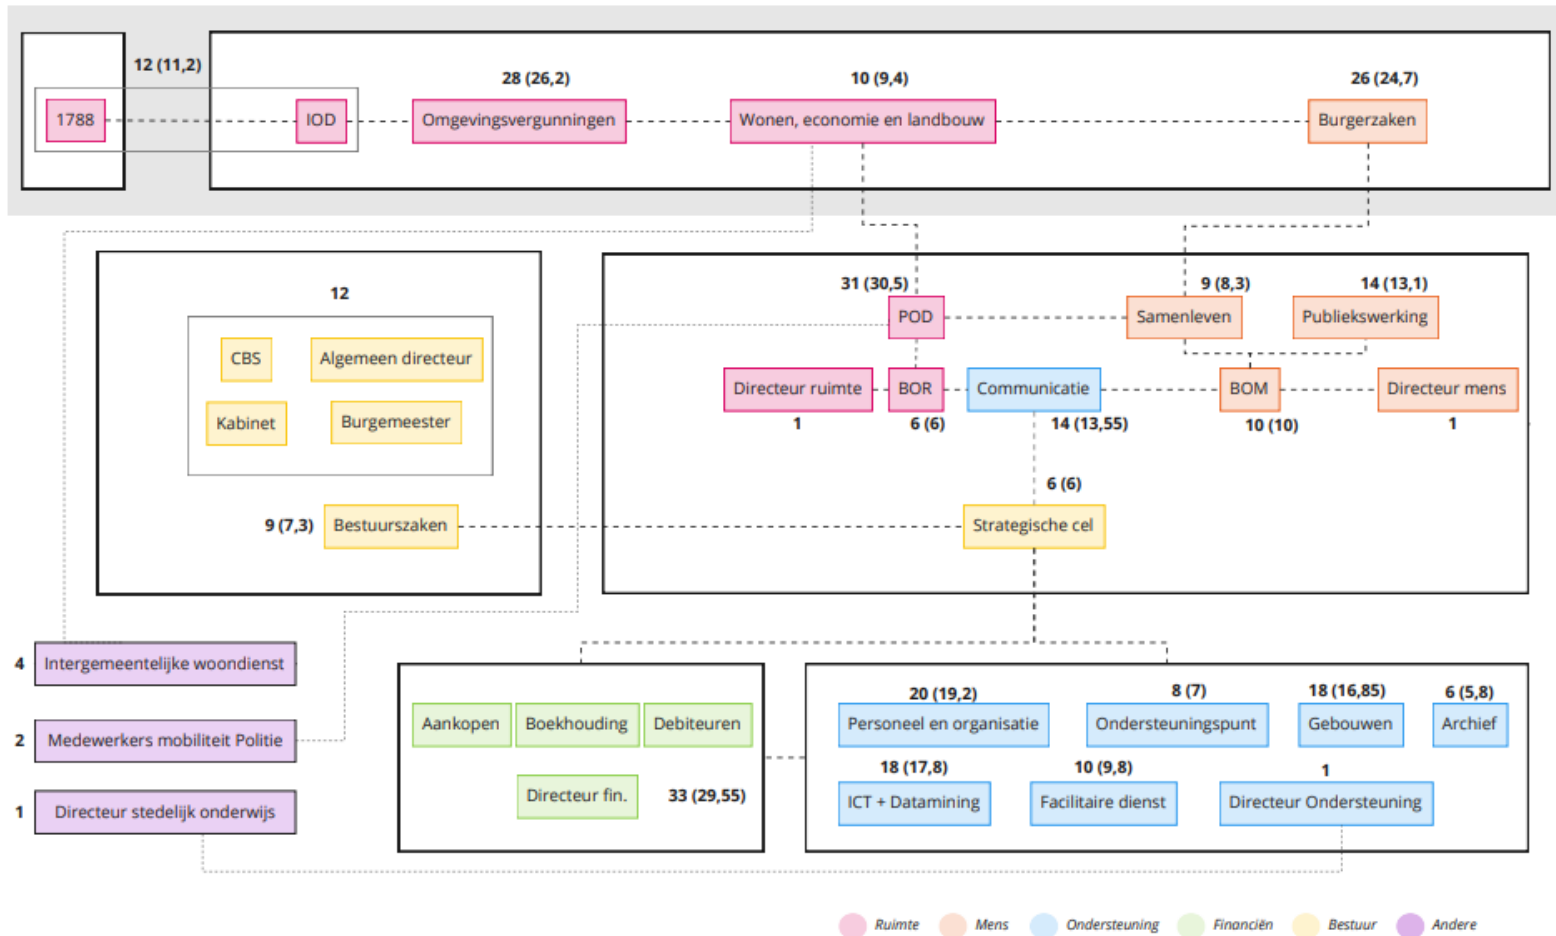 12 (11,2)
28 (26,2)
10 (9,4)
26 (24,7)
1788
IOD
Omgevingsvergunningen
Wonen, economie en landbouw
Burgerzaken
12
CBS
Algemeen directeur
Kabinet
Burgemeester
9 (7,3)
Bestuurszaken
31 (30,5)
9 (8,3)
14 (13,1)
POD
Samenleven
Publiekswerking
Directeur ruimte
BOR
Communicatie
BOM
Directeur mens
1
6 (6)
14 (13,55)
10 (10)
1
6 (6)
Strategische cel
4
Intergemeentelijke woondienst
2
Medewerkers mobiliteit Politie
1
Directeur stedelijk onderwijs
Aankopen
Boekhouding
Debiteuren
Directeur fin.
33 (29,55)
20 (19,2)
8 (7)
18 (16,85)
6 (5,8)
Personeel en organisatie
Ondersteuningspunt
Gebouwen
Archief
18 (17,8)
10 (9,8)
1
ICT + Datamining
Facilitaire dienst
Directeur Ondersteuning
Ruimte
Mens
Ondersteuning
Financiën
Bestuur
Andere